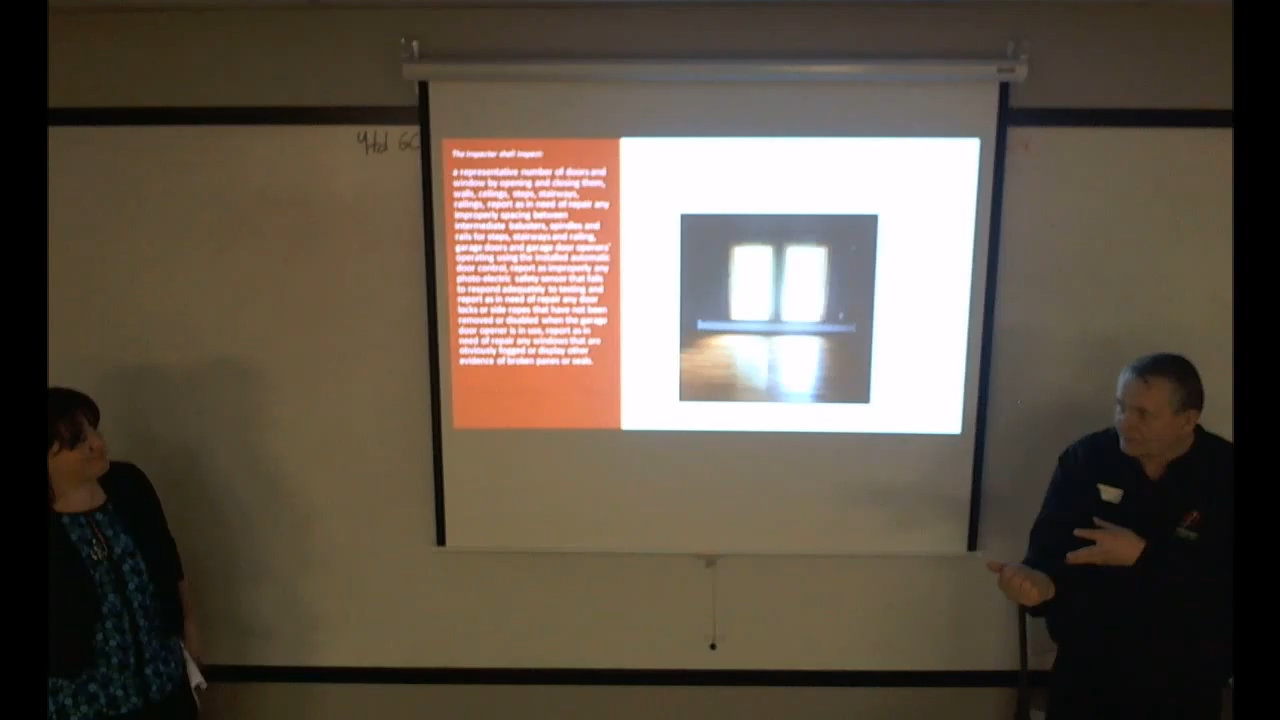 The inspector shall inspect:
a representative number of doors and
window by opening and closing them,
walls, ceilings, steps, stairways,
railings, report as in need of repair any
improperly spacing between
intermediate balusters, spindles and
rails for steps, stairways and railing,
garage doors and garage door openers'
operating using the installed automatic
door control, report as improperly any
photo-electric safety sensor that fails
to respond adequately to testing and
report as in need of repair any door
locks or side ropes that have not been
removed or disabled when the garage
door opener is in use, report as in
need of repair any windows that are
obviously fogged or display other
evidence of broken panes or seals.